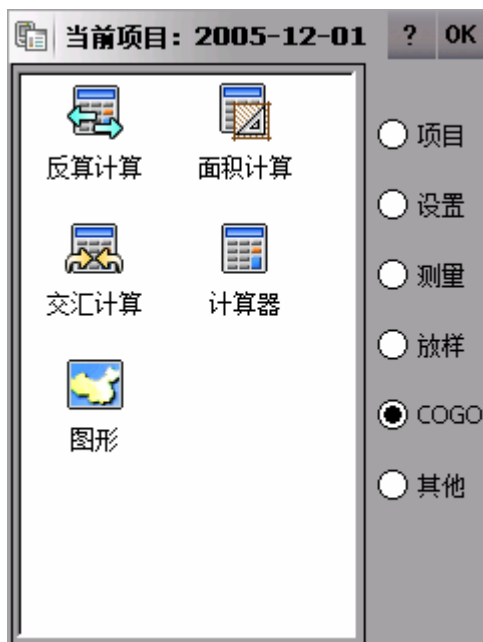 当前项目：2005-12-01 ? OK
反算计算 面积计算
交汇计算 计算器
图形
项目
设置
测量
放样
COGO
其他